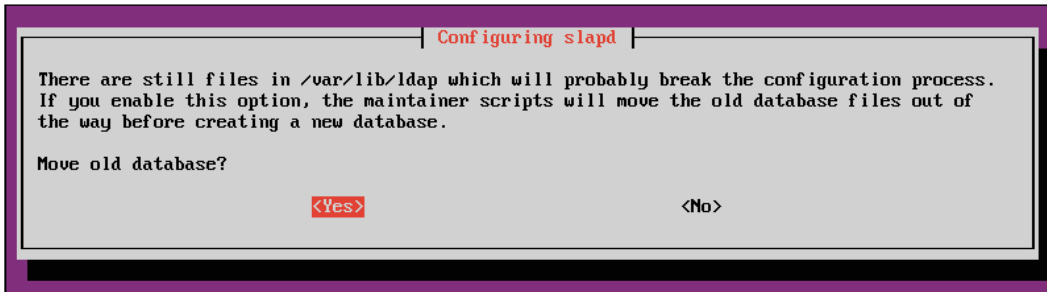 Configuring slapd
There are still files in /var/lib/ldap which will probably break the configuration process.
If you enable this option, the maintainer scripts will move the old database files out of
the way before creating a new database.
Move old database?
<Yes> <No>